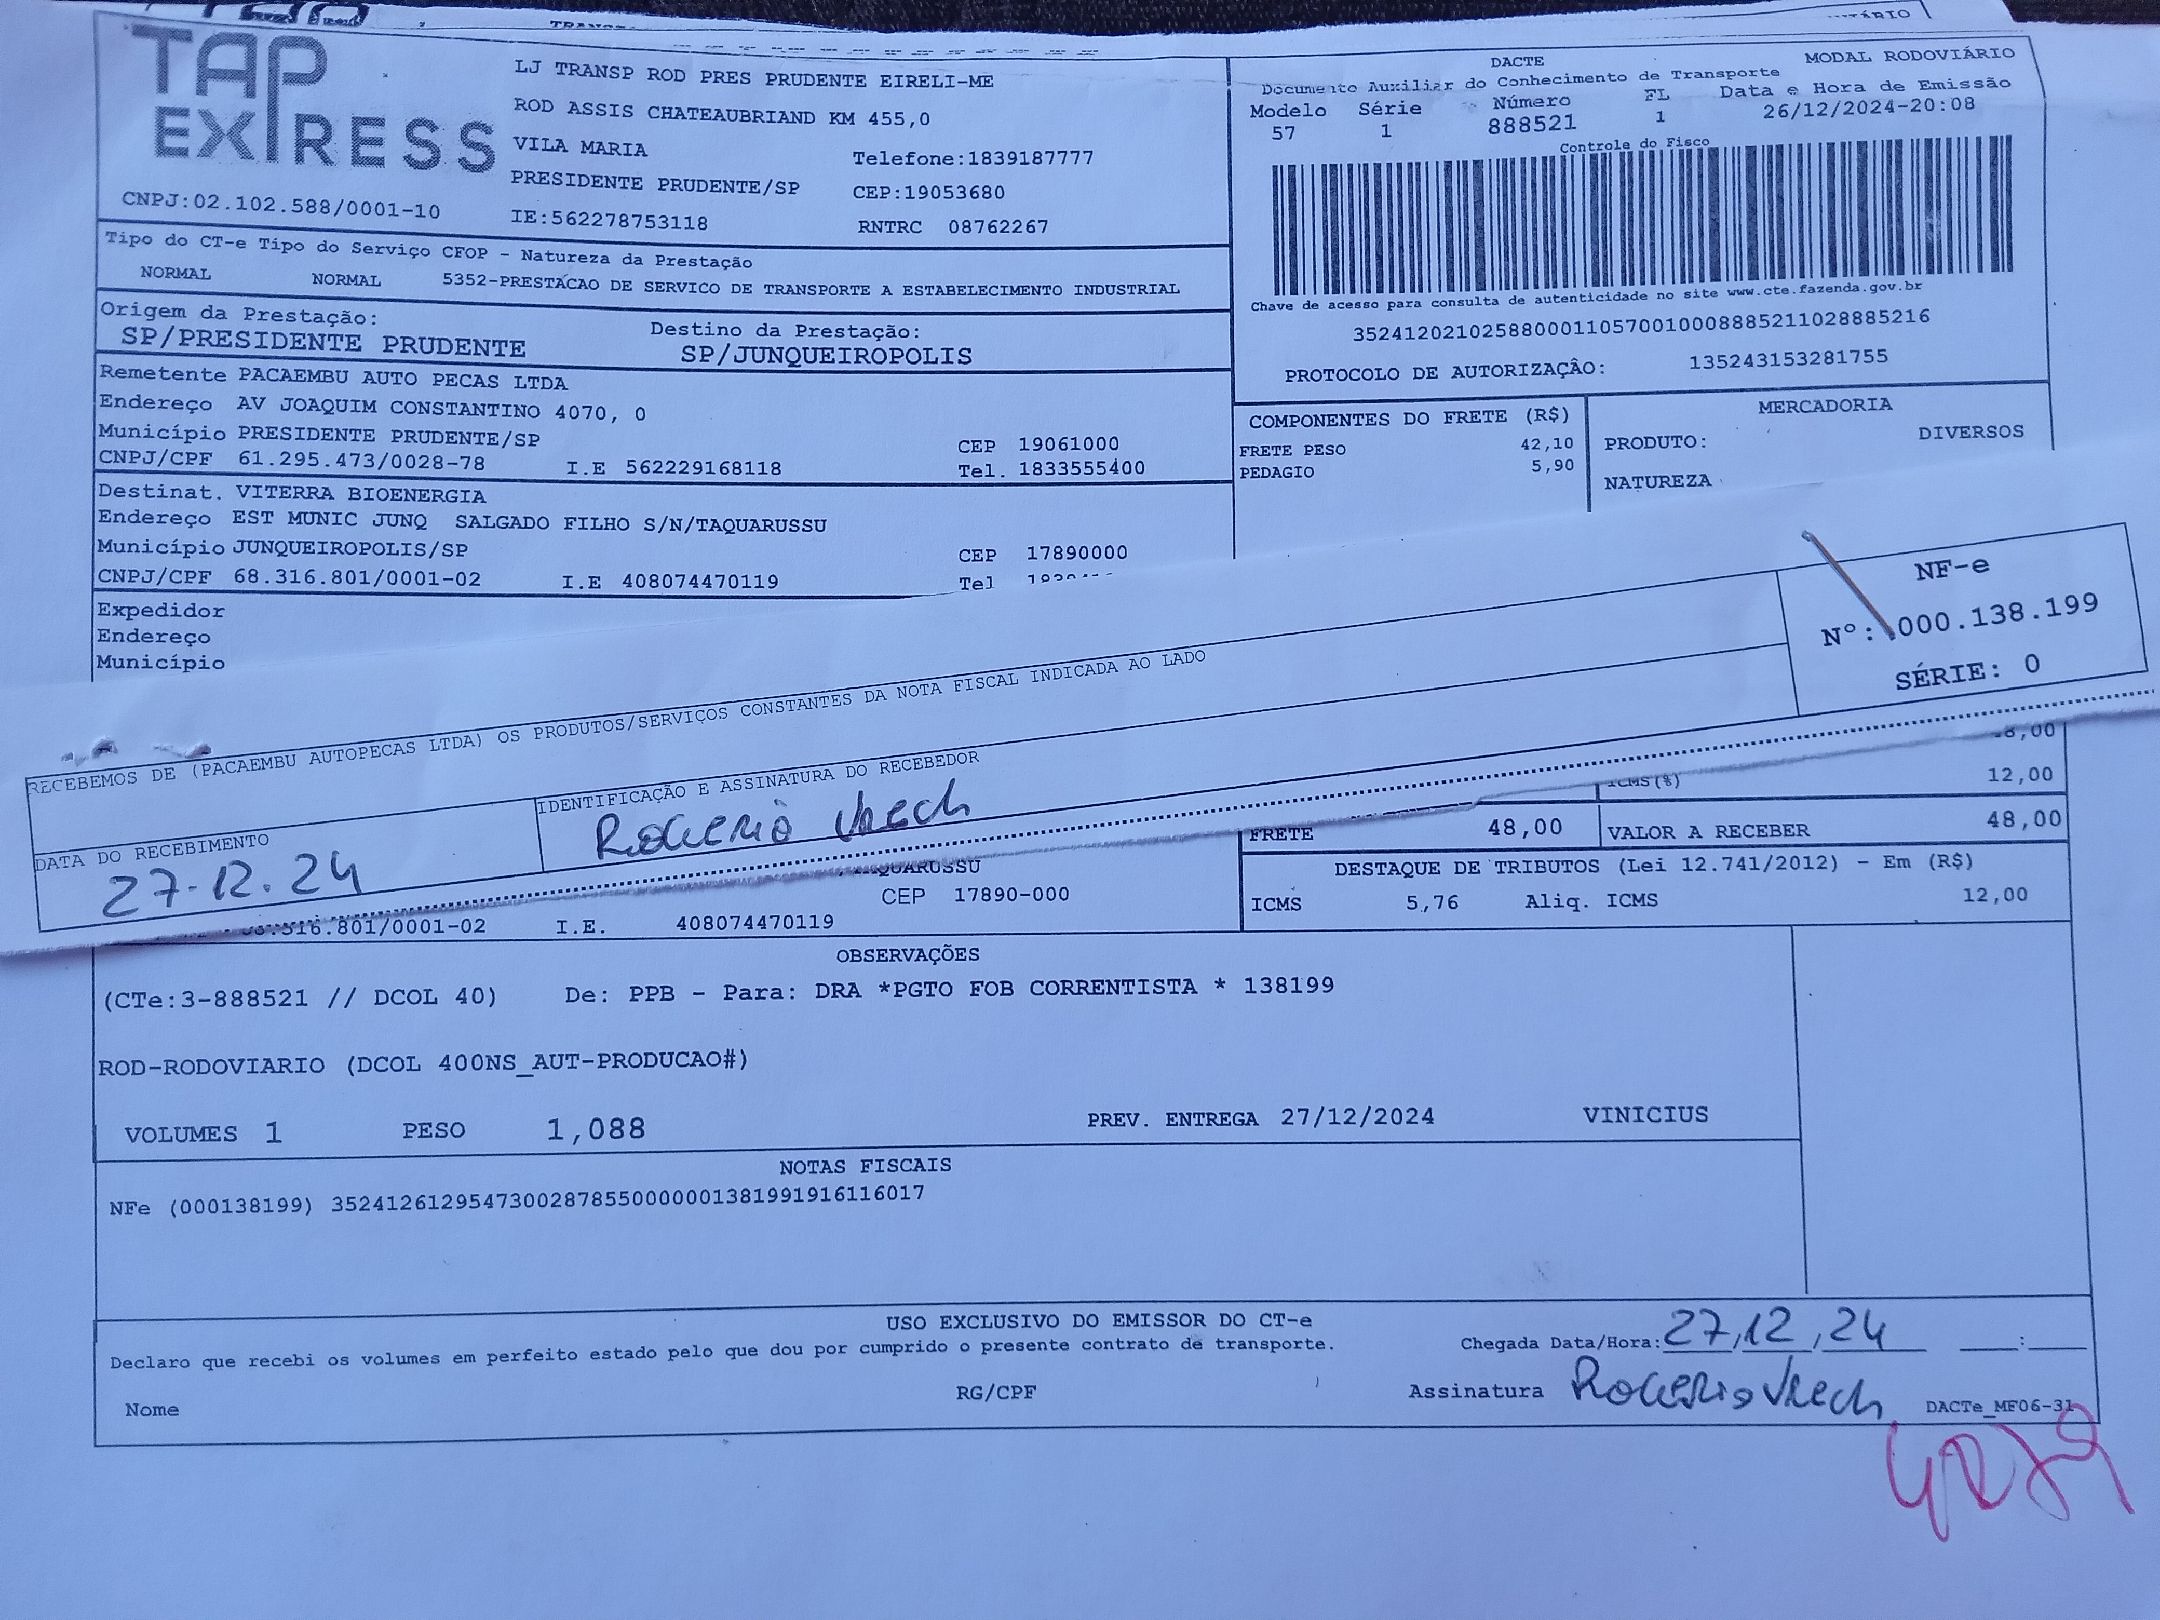 TAP
EXPRESS
CNPJ:02.102.588/0001-10
LJ TRANSP ROD PRES PRUDENTE EIRELI-ME
ROD ASSIS CHATEAUBRIAND KM 455,0
VILA MARIA
Telefone:1839187777
PRESIDENTE PRUDENTE/SP CEP:19053680
IE:562278753118 RNTRC 08762267
DACTE MODAL RODOVIÁRIO
Documento Auxiliar do Conhecimento de Transporte
Modelo Série Número FL Data e Hora de Emissão
57 1 888521 1 26/12/2024-20:08
Controle do Fisco
Chave de acesso para consulta de autenticidade no site www.cte.fazenda.gov.br
35241202102588000110570010008885211028885216
PROTOCOLO DE AUTORIZAÇÂO: 135243153281755
Tipo do CT-e Tipo do Serviço CFOP - Natureza da Prestação
NORMAL NORMAL 5352-PRESTACAO DE SERVICO DE TRANSPORTE A ESTABELECIMENTO INDUSTRIAL
Origem da Prestação: Destino da Prestação:
SP/PRESIDENTE PRUDENTE SP/JUNQUEIROPOLIS
Remetente PACAEMBU AUTO PECAS LTDA
Endereço AV JOAQUIM CONSTANTINO 4070, 0
Município PRESIDENTE PRUDENTE/SP CEP 19061000
CNPJ/CPF 61.295.473/0028-78 I.E 562229168118 Tel. 1833555400
COMPONENTES DO FRETE (R$) MERCADORIA
FRETE PESO 42,10 PRODUTO: DIVERSOS
PEDAGIO 5,90 NATUREZA
Destinat. VITERRA BIOENERGIA
Endereço EST MUNIC JUNQ SALGADO FILHO S/N/TAQUARUSSU
Município JUNQUEIROPOLIS/SP CEP 17890000
CNPJ/CPF 68.316.801/0001-02 I.E 408074470119 Tel
Expedidor
Endereço
Município
RECEBEMOS DE (PACAEMBU AUTOPECAS LTDA) OS PRODUTOS/SERVIÇOS CONSTANTES DA NOTA FISCAL INDICADA AO LADO
NF-e
Nº: 000.138.199
SÉRIE: 0
DATA DO RECEBIMENTO IDENTIFICAÇÃO E ASSINATURA DO RECEBEDOR
27.12.24 Rogerio Vrech
ICMS(%) 12,00
FRETE 48,00 VALOR A RECEBER 48,00
DESTAQUE DE TRIBUTOS (Lei 12.741/2012) - Em (R$)
ICMS 5,76 Aliq. ICMS 12,00
CEP 17890-000
.316.801/0001-02 I.E. 408074470119
OBSERVAÇÕES
(CTe:3-888521 // DCOL 40) De: PPB - Para: DRA *PGTO FOB CORRENTISTA * 138199
ROD-RODOVIARIO (DCOL 400NS_AUT-PRODUCAO#)
VOLUMES 1 PESO 1,088 PREV. ENTREGA 27/12/2024 VINICIUS
NOTAS FISCAIS
NFe (000138199) 35241261295473002878550000001381991916116017
USO EXCLUSIVO DO EMISSOR DO CT-e
Declaro que recebi os volumes em perfeito estado pelo que dou por cumprido o presente contrato de transporte. Chegada Data/Hora: 27,12,24 :
Nome RG/CPF Assinatura Rogerio Vrech DACTe_MF06-31